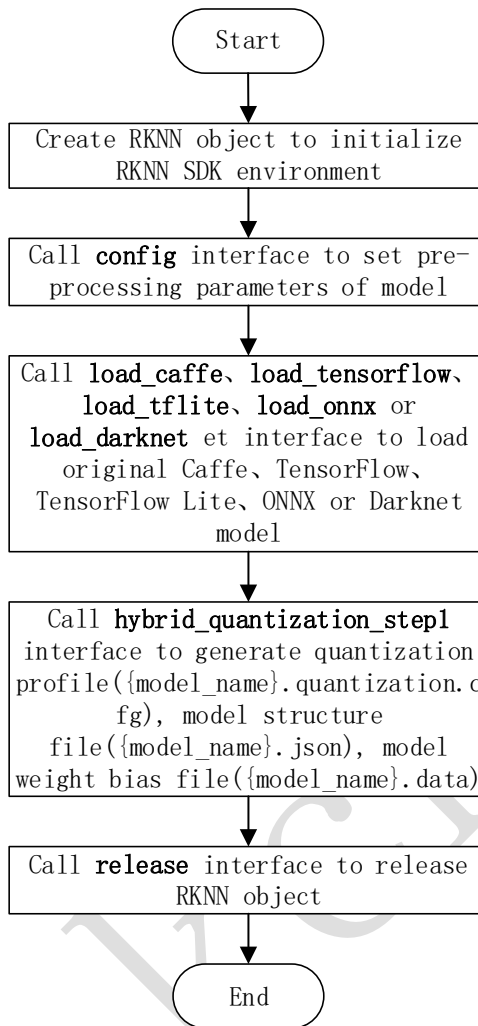 Start
Create RKNN object to initialize
RKNN SDK environment
Call config interface to set pre-
processing parameters of model
Call load_caffe、load_tensorflow、
load_tflite、load_onnx or
load_darknet et interface to load
original Caffe、TensorFlow、
TensorFlow Lite、ONNX or Darknet
model
Call hybrid_quantization_step1
interface to generate quantization
profile({model_name}.quantization.c
fg), model structure
file({model_name}.json), model
weight bias file({model_name}.data)
Call release interface to release
RKNN object
End